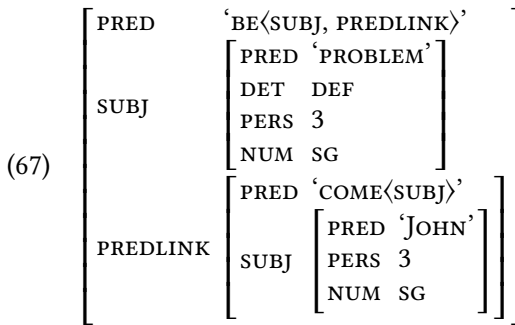 PRED ‘BE⟨SUBJ, PREDLINK⟩’
SUBJ
PRED ‘PROBLEM’
DET DEF
PERS 3
NUM SG
(67)
PREDLINK
PRED ‘COME⟨SUBJ⟩’
SUBJ
PRED ‘JOHN’
PERS 3
NUM SG